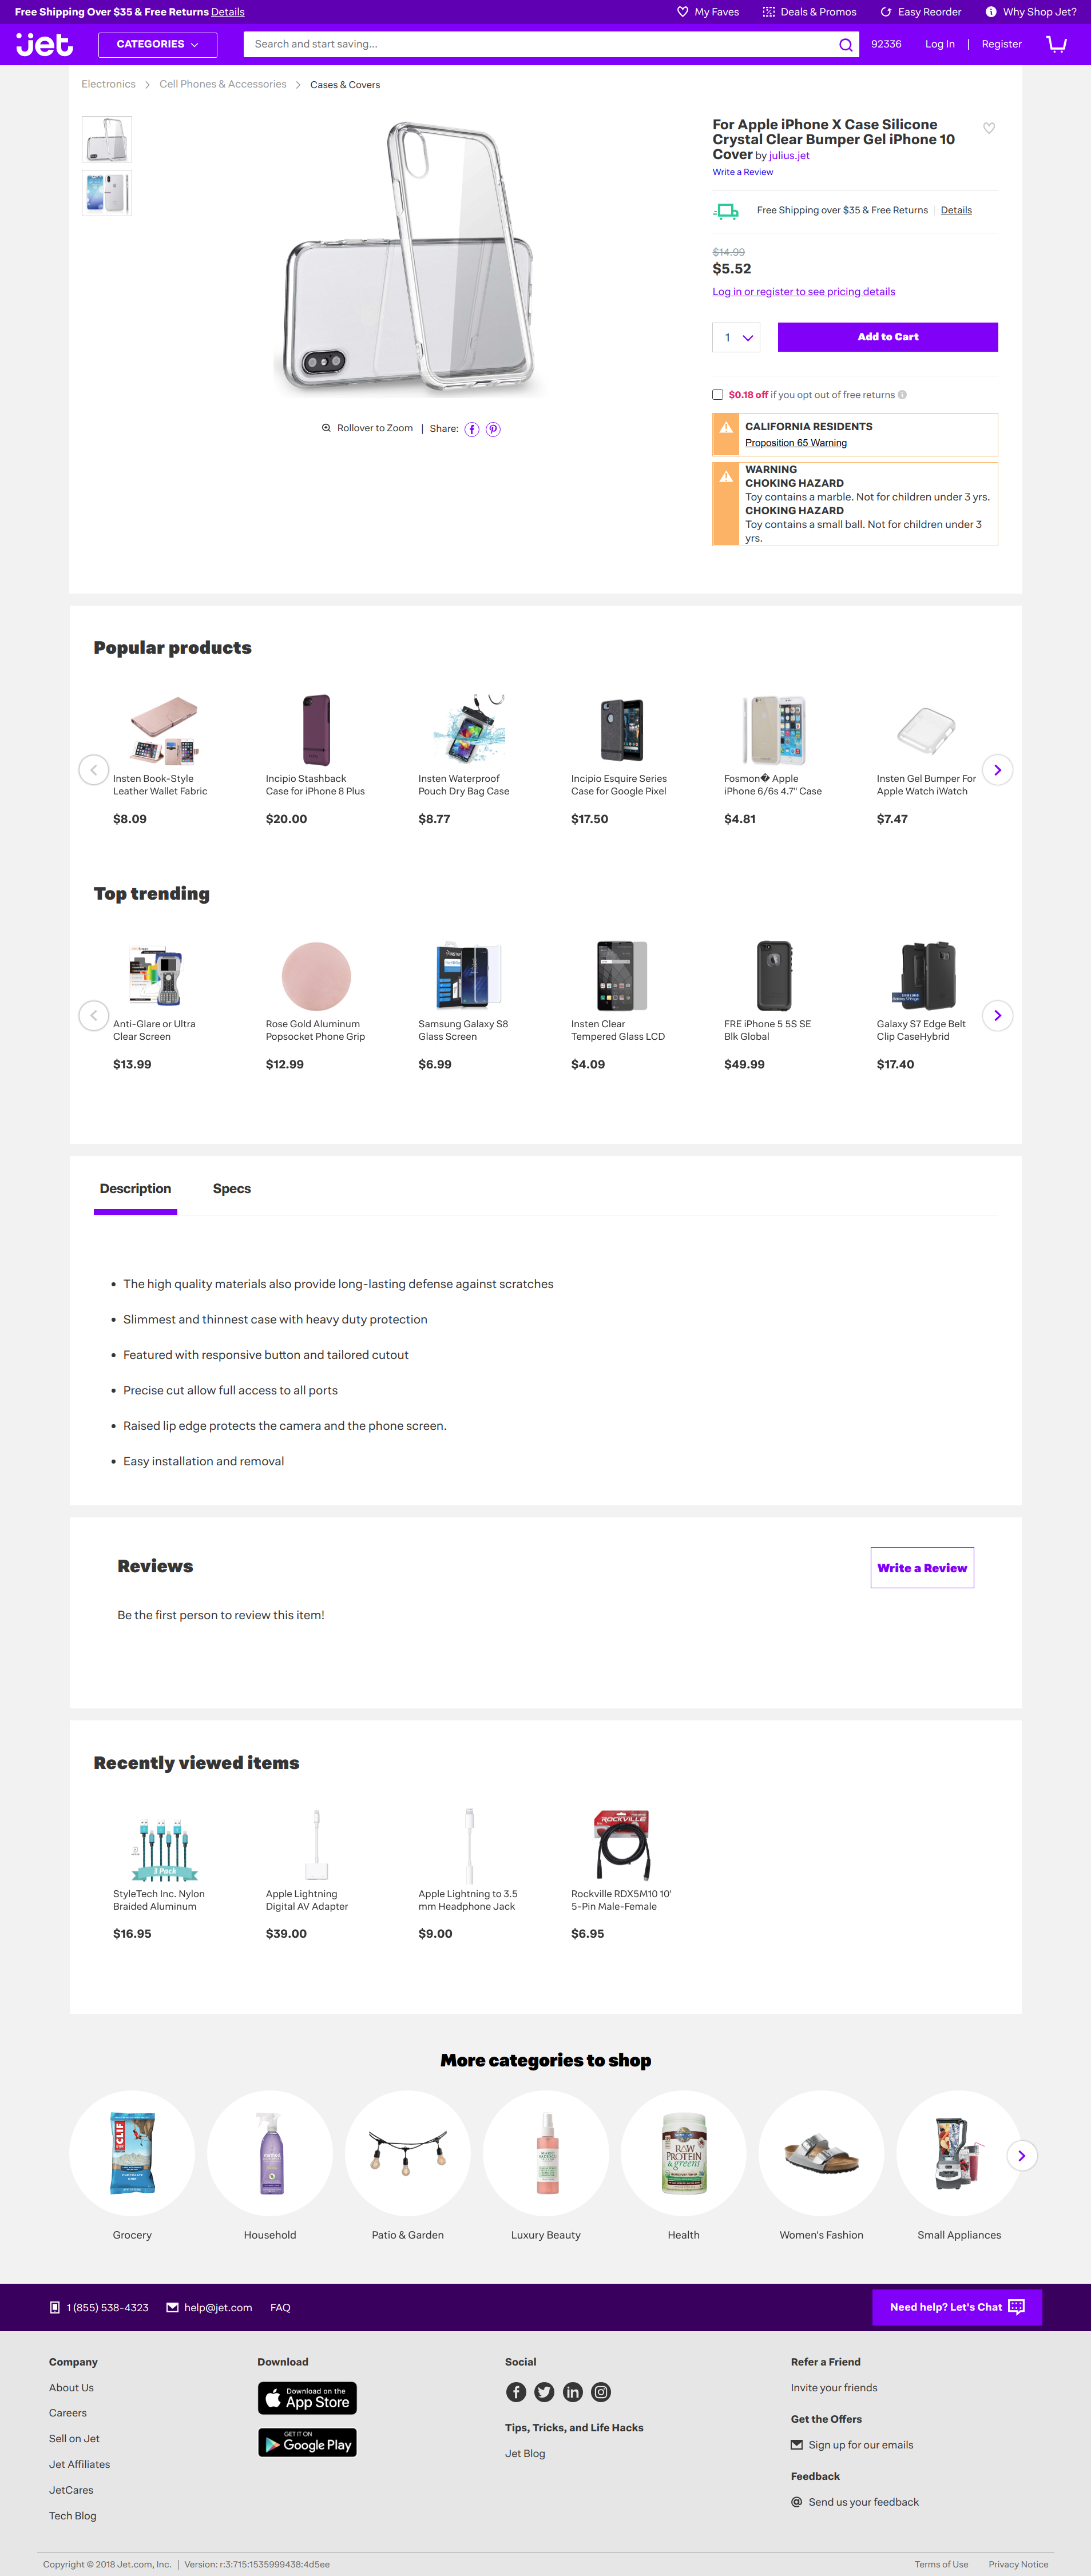 Free Shipping Over $35 & Free Returns Details
My Faves
Deals & Promos
Easy Reorder
Why Shop Jet?
jet
CATEGORIES
Search and start saving...
92336
Log In | Register
Electronics > Cell Phones & Accessories > Cases & Covers
For Apple iPhone X Case Silicone
Crystal Clear Bumper Gel iPhone 10
Cover by julius.jet
Write a Review
Free Shipping over $35 & Free Returns | Details
$14.99
$5.52
Log in or register to see pricing details
1
Add to Cart
$0.18 off if you opt out of free returns
CALIFORNIA RESIDENTS
Proposition 65 Warning
WARNING
CHOKING HAZARD
Toy contains a marble. Not for children under 3 yrs.
CHOKING HAZARD
Toy contains a small ball. Not for children under 3
yrs.
Rollover to Zoom | Share:
Popular products
Insten Book-Style
Leather Wallet Fabric
$8.09
Incipio Stashback
Case for iPhone 8 Plus
$20.00
Insten Waterproof
Pouch Dry Bag Case
$8.77
Incipio Esquire Series
Case for Google Pixel
$17.50
Fosmon� Apple
iPhone 6/6s 4.7" Case
$4.81
Insten Gel Bumper For
Apple Watch iWatch
$7.47
Top trending
Anti-Glare or Ultra
Clear Screen
$13.99
Rose Gold Aluminum
Popsocket Phone Grip
$12.99
Samsung Galaxy S8
Glass Screen
$6.99
Insten Clear
Tempered Glass LCD
$4.09
FRE iPhone 5 5S SE
Blk Global
$49.99
Galaxy S7 Edge Belt
Clip CaseHybrid
$17.40
Description
Specs
• The high quality materials also provide long-lasting defense against scratches
• Slimmest and thinnest case with heavy duty protection
• Featured with responsive button and tailored cutout
• Precise cut allow full access to all ports
• Raised lip edge protects the camera and the phone screen.
• Easy installation and removal
Reviews
Write a Review
Be the first person to review this item!
Recently viewed items
3 Pack
StyleTech Inc. Nylon
Braided Aluminum
$16.95
Apple Lightning
Digital AV Adapter
$39.00
Apple Lightning to 3.5
mm Headphone Jack
$9.00
ROCKVILLE
Rockville RDX5M10 10'
5-Pin Male-Female
$6.95
More categories to shop
CLIF
RAW
PROTEIN
& greens
Grocery
Household
Patio & Garden
Luxury Beauty
Health
Women's Fashion
Small Appliances
1 (855) 538-4323
help@jet.com
FAQ
Need help? Let's Chat
Company
About Us
Careers
Sell on Jet
Jet Affiliates
JetCares
Tech Blog
Download
Download on the
App Store
GET IT ON
Google Play
Social
Tips, Tricks, and Life Hacks
Jet Blog
Refer a Friend
Invite your friends
Get the Offers
Sign up for our emails
Feedback
Send us your feedback
Copyright © 2018 Jet.com, Inc. | Version: r:3:715:1535999438:4d5ee
Terms of Use
Privacy Notice